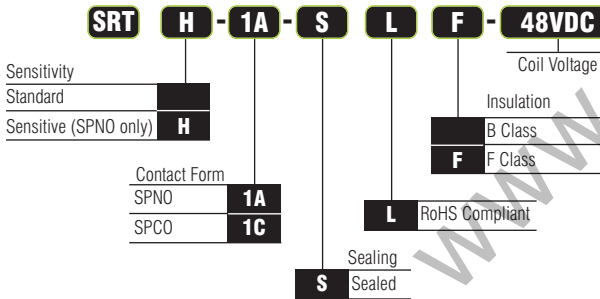 SRT H - 1A - S L F - 48VDC
Coil Voltage
Sensitivity
Standard
Sensitive (SPNO only) H
Insulation
B Class
F F Class
Contact Form
SPNO 1A
SPCO 1C
L RoHS Compliant
Sealing
S Sealed
www